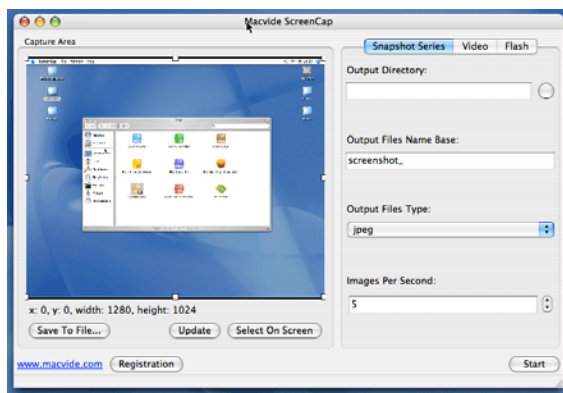 Macvide ScreenCap
Capture Area
x: 0, y: 0, width: 1280, height: 1024
Save To File...
Update
Select On Screen
Snapshot Series
Video
Flash
Output Directory:
Output Files Name Base:
screenshot_
Output Files Type:
jpeg
Images Per Second:
5
www.macvide.com
Registration
Start